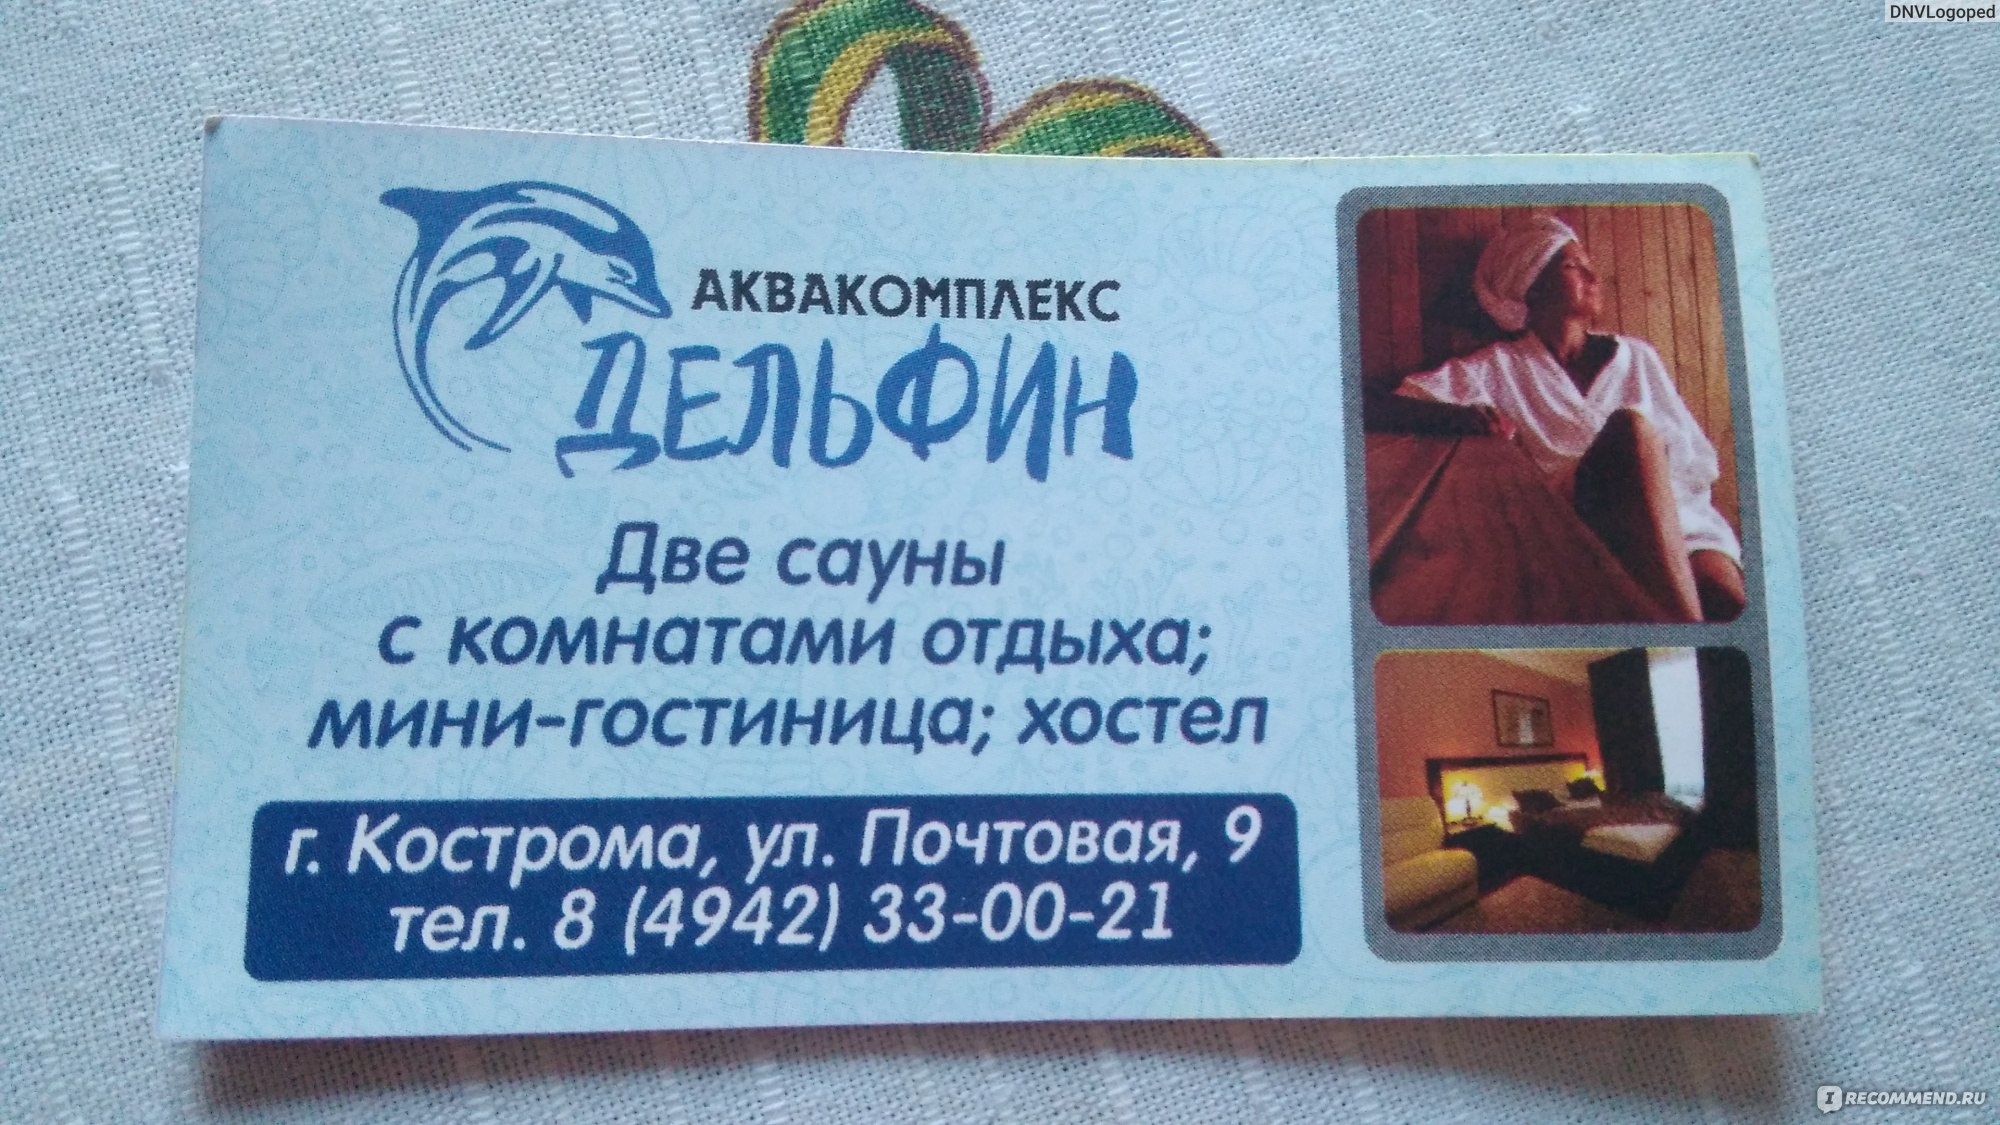 DNVLogoped
АКВАКОМПЛЕКС
ДЕЛЬФИН
Две сауны
с комнатами отдыха;
мини-гостиница; хостел
г. Кострома, ул. Почтовая, 9
тел. 8 (4942) 33-00-21
I RECOMMEND.RU